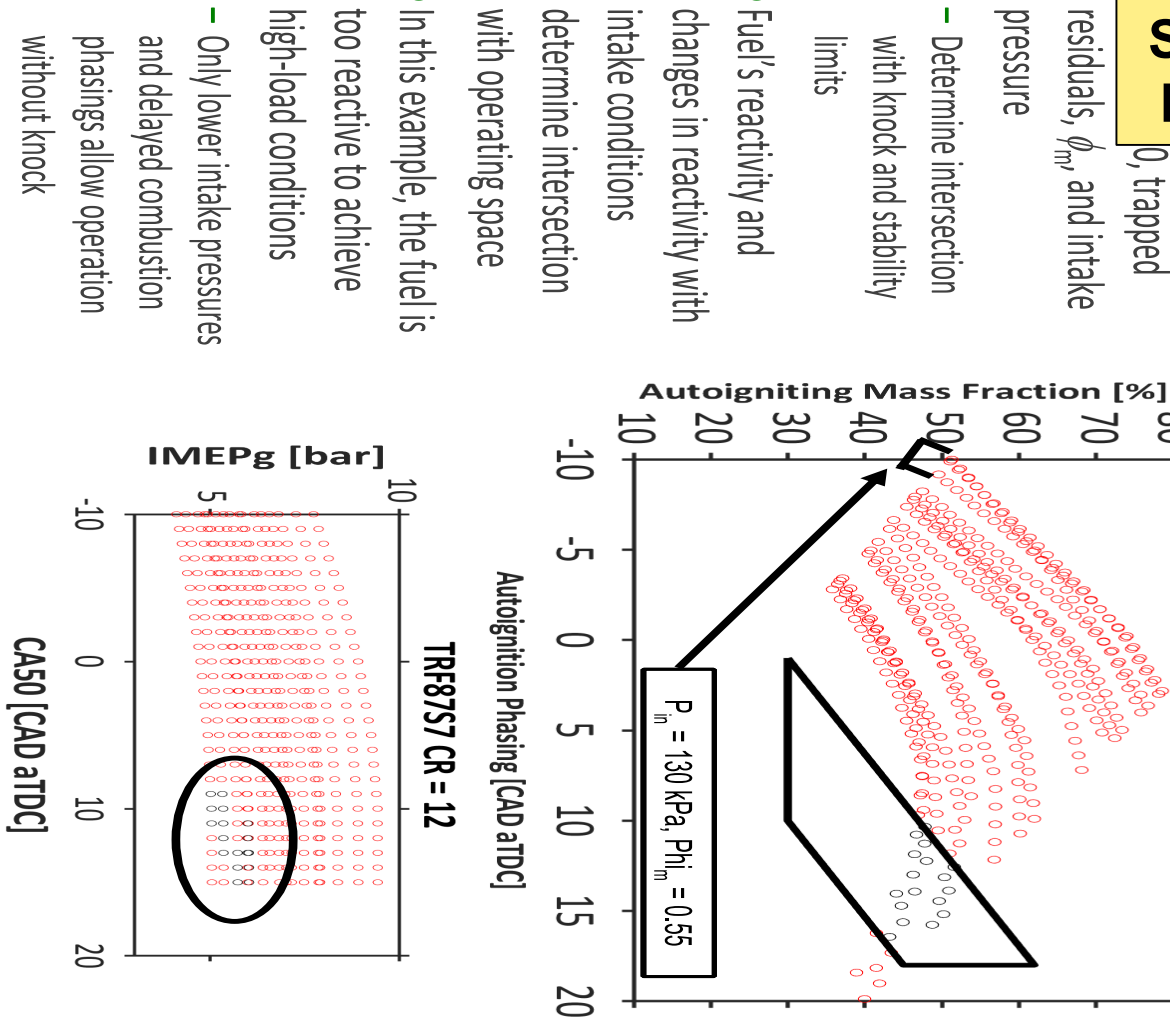 S
0, trapped
residuals, ϕm, and intake
pressure
– Determine intersection
with knock and stability
limits
Fuel's reactivity and
changes in reactivity with
intake conditions
determine intersection
with operating space
In this example, the fuel is
too reactive to achieve
high-load conditions
– Only lower intake pressures
and delayed combustion
phasings allow operation
without knock
Autoigniting Mass Fraction [%]
70
60
50
40
30
20
10
-10
-5
0
5
10
15
20
Pin = 130 kPa, Phim = 0.55
Autoignition Phasing [CAD aTDC]
TRF87S7 CR = 12
IMEPg [bar]
10
5
-10
0
10
20
CA50 [CAD aTDC]